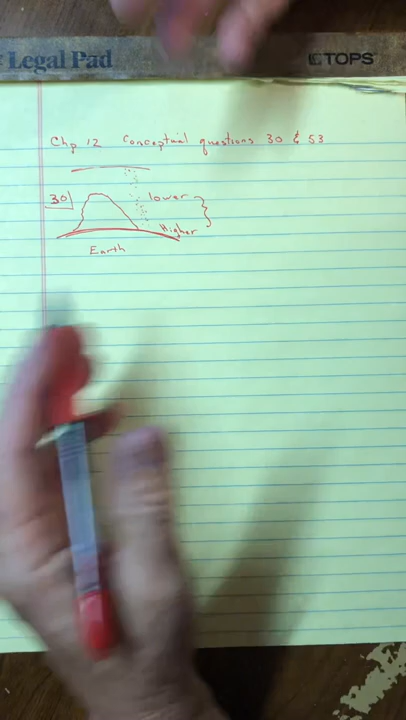 Legal Pad
TOPS
Chp 12 Conceptual questions 30 & 53
30)
lower
Higher
Earth